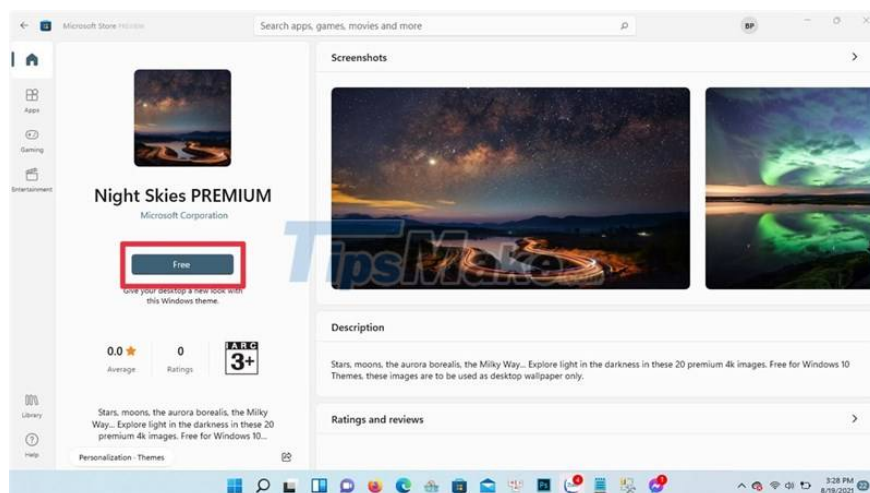 Microsoft Store PREVIEW
Search apps, games, movies and more
BP
Apps
Gaming
Entertainment
Library
Help
Night Skies PREMIUM
Microsoft Corporation
Free
Give your desktop a new look with
this Windows theme.
0.0
Average
0
Ratings
IARC
3+
Stars, moons, the aurora borealis, the Milky
Way... Explore light in the darkness in these 20
premium 4k images. Free for Windows 10...
Personalization - Themes
Screenshots
TipsMake
Description
Stars, moons, the aurora borealis, the Milky Way... Explore light in the darkness in these 20 premium 4k images. Free for Windows 10
Themes, these images are to be used as desktop wallpaper only.
Ratings and reviews
3:28 PM
8/19/2021
22